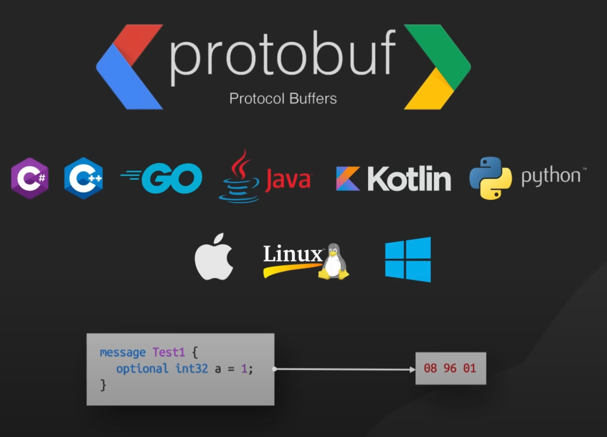 protobuf
Protocol Buffers
C# C++ GO Java Kotlin python™
Linux
message Test1 {
optional int32 a = 1;
}
08 96 01